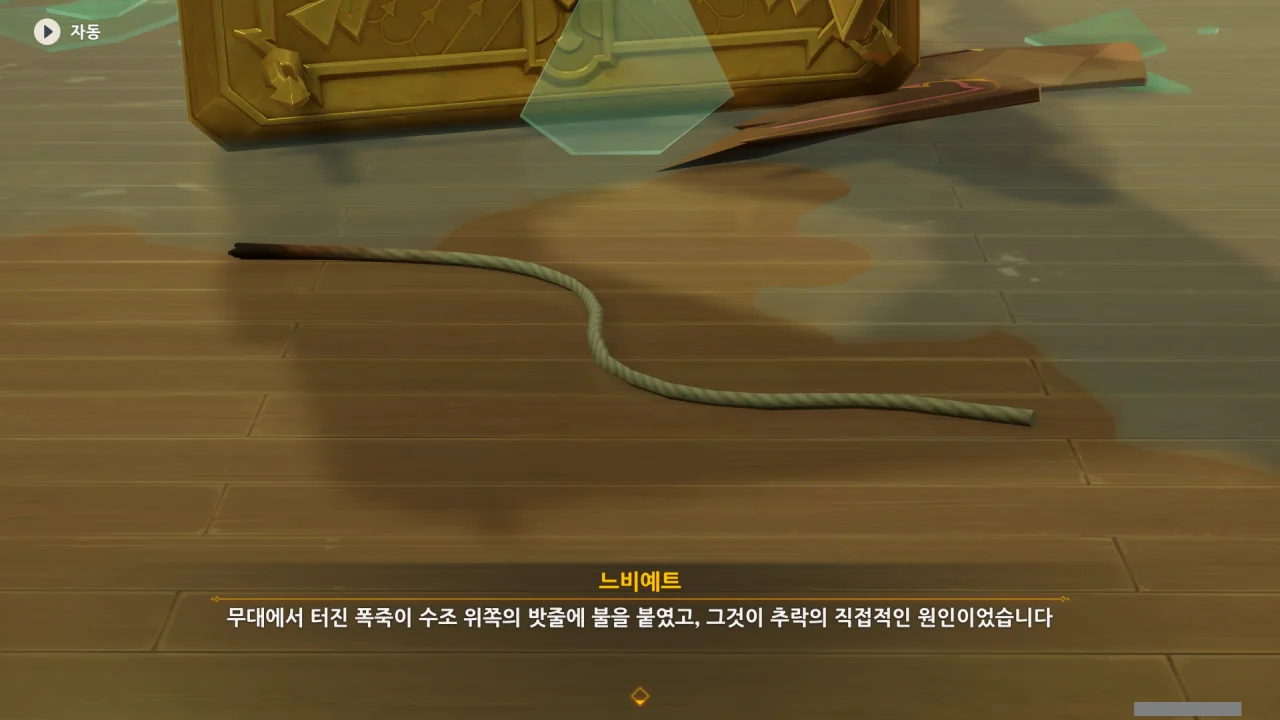 자동
느비예트
무대에서 터진 폭죽이 수조 위쪽의 밧줄에 불을 붙였고, 그것이 추락의 직접적인 원인이었습니다